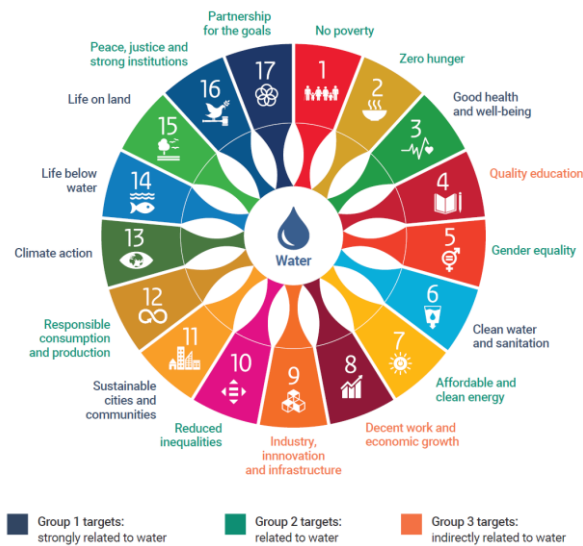 Partnership
for the goals
17
No poverty
1
Zero hunger
2
Good health
and well-being
3
Quality education
4
Gender equality
5
Clean water
and sanitation
6
Affordable and
clean energy
7
Decent work and
economic growth
8
Industry,
innnovation
and infrastructure
9
Reduced
inequalities
10
Sustainable
cities and
communities
11
Responsible
consumption
and production
12
Climate action
13
Life below
water
14
Life on land
15
Peace, justice and
strong institutions
16
Water
Group 1 targets:
strongly related to water
Group 2 targets:
related to water
Group 3 targets:
indirectly related to water